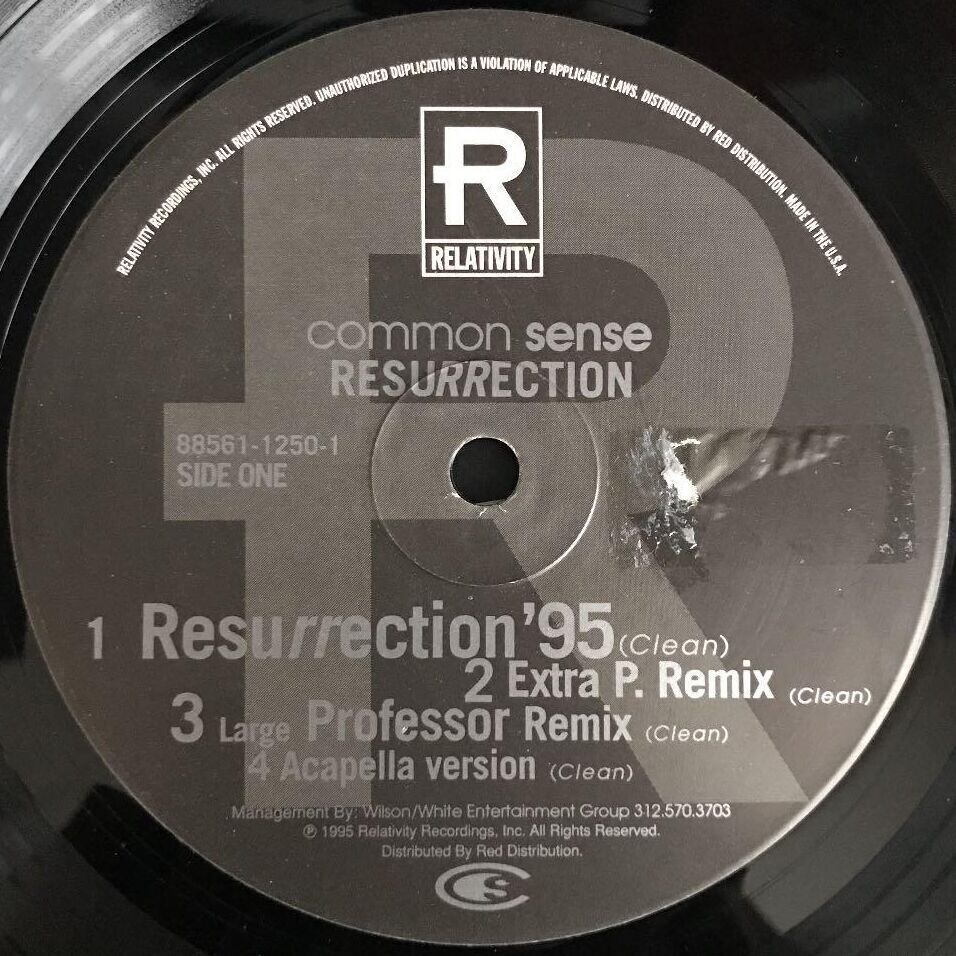 RELATIVITY RECORDINGS, INC. ALL RIGHTS RESERVED. UNAUTHORIZED DUPLICATION IS A VIOLATION OF APPLICABLE LAWS. DISTRIBUTED BY RED DISTRIBUTION. MADE IN THE U.S.A.
R
RELATIVITY
common sense
RESURRECTION
88561-1250-1
SIDE ONE
1 Resurrection '95 (Clean)
2 Extra P. Remix (Clean)
3 Large Professor Remix (Clean)
4 Acapella version (Clean)
Management By: Wilson/White Entertainment Group 312.570.3703
℗ 1995 Relativity Recordings, Inc. All Rights Reserved.
Distributed By Red Distribution.
CS